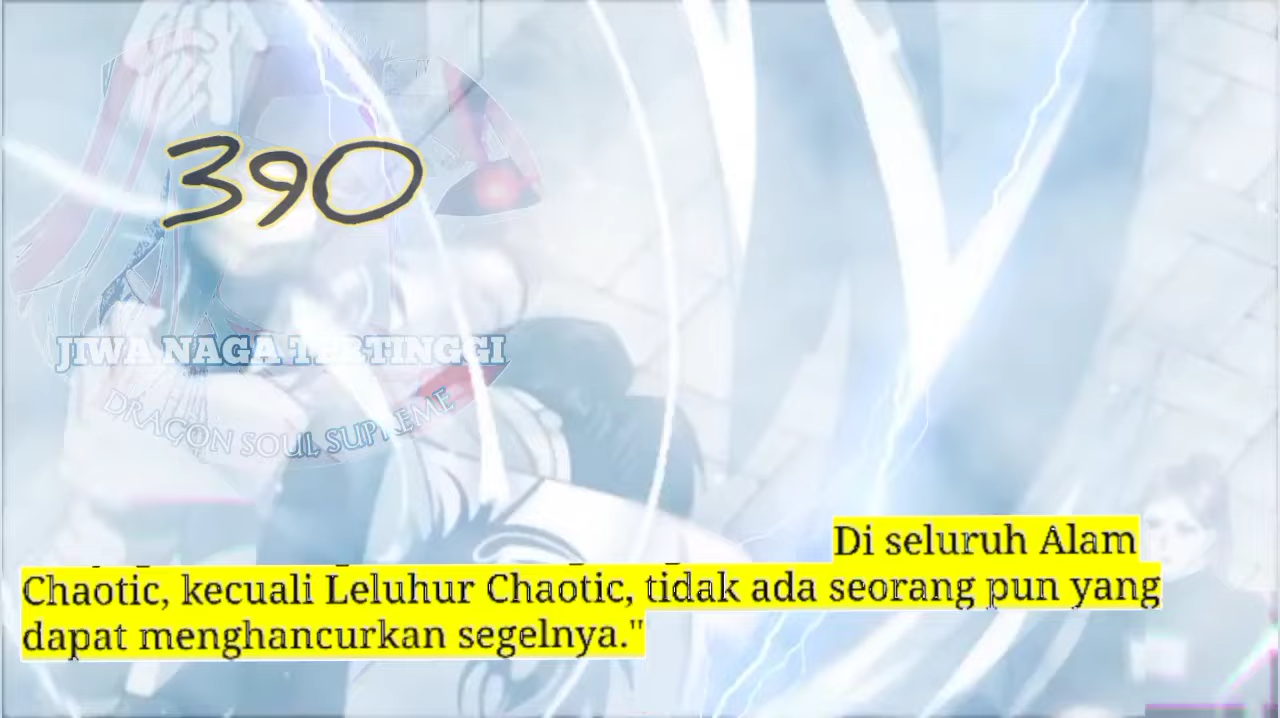 390
JIWA NAGA TERTINGGI
DRAGON SOUL SUPREME
Di seluruh Alam
Chaotic, kecuali Leluhur Chaotic, tidak ada seorang pun yang
dapat menghancurkan segelnya."